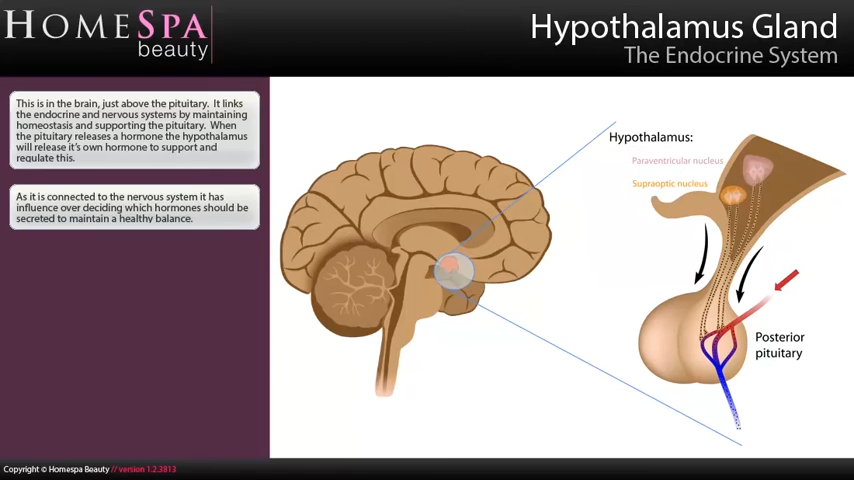 HOMESPA
beauty
Hypothalamus Gland
The Endocrine System
This is in the brain, just above the pituitary. It links
the endocrine and nervous systems by maintaining
homeostasis and supporting the pituitary. When
the pituitary releases a hormone the hypothalamus
will release it's own hormone to support and
regulate this.
As it is connected to the nervous system it has
influence over deciding which hormones should be
secreted to maintain a healthy balance.
Hypothalamus:
Paraventricular nucleus
Supraoptic nucleus
Posterior
pituitary
Copyright © Homespa Beauty // version 1.2.3813